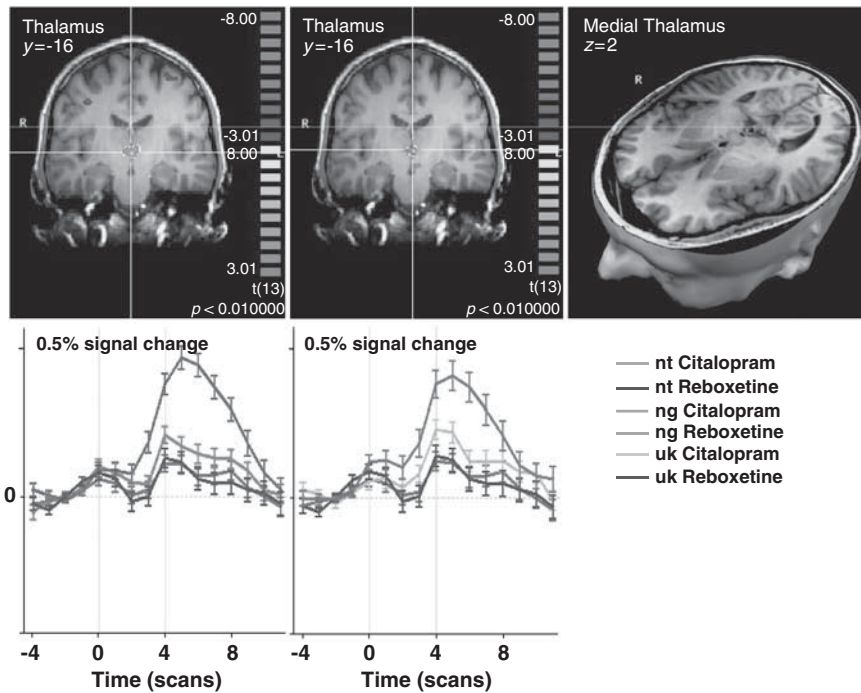 Thalamus
y=-16
-8.00
R
-3.01
8.00
L
3.01
t(13)
p < 0.010000
Thalamus
y=-16
-8.00
R
-3.01
8.00
L
3.01
t(13)
p < 0.010000
Medial Thalamus
z=2
R
0.5% signal change
0
-4 0 4 8
Time (scans)
0.5% signal change
-4 0 4 8
Time (scans)
nt Citalopram
nt Reboxetine
ng Citalopram
ng Reboxetine
uk Citalopram
uk Reboxetine